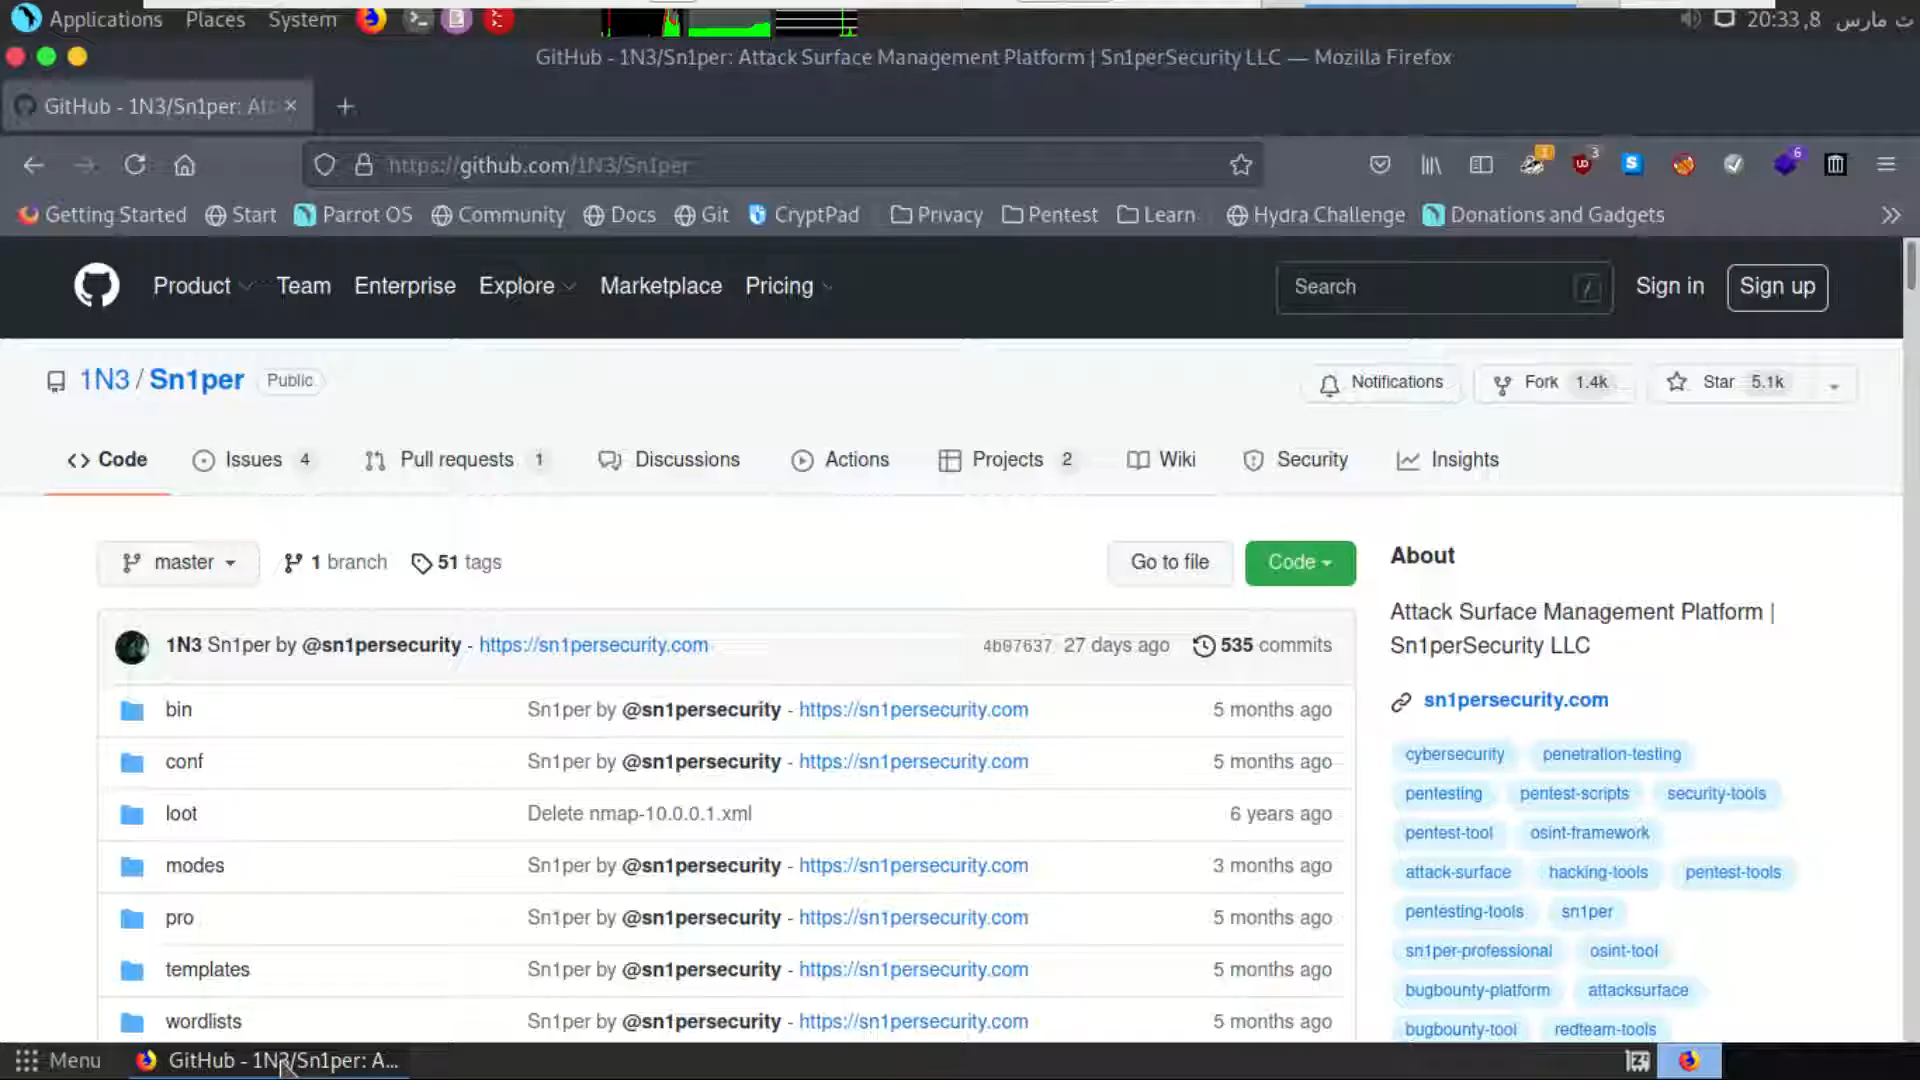 Applications Places System
ث مارس 8, 20:33
GitHub - 1N3/Sn1per: Attack Surface Management Platform | Sn1perSecurity LLC — Mozilla Firefox
GitHub - 1N3/Sn1per: Att
https://github.com/1N3/Sn1per
1 3 6
Getting Started Start Parrot OS Community Docs Git CryptPad Privacy Pentest Learn Hydra Challenge Donations and Gadgets
Product Team Enterprise Explore Marketplace Pricing Search / Sign in Sign up
1N3 / Sn1per Public
Notifications Fork 1.4k Star 5.1k
Code Issues 4 Pull requests 1 Discussions Actions Projects 2 Wiki Security Insights
master 1 branch 51 tags Go to file Code
1N3 Sn1per by @sn1persecurity - https://sn1persecurity.com 4b07637 27 days ago 535 commits
bin Sn1per by @sn1persecurity - https://sn1persecurity.com 5 months ago
conf Sn1per by @sn1persecurity - https://sn1persecurity.com 5 months ago
loot Delete nmap-10.0.0.1.xml 6 years ago
modes Sn1per by @sn1persecurity - https://sn1persecurity.com 3 months ago
pro Sn1per by @sn1persecurity - https://sn1persecurity.com 5 months ago
templates Sn1per by @sn1persecurity - https://sn1persecurity.com 5 months ago
wordlists Sn1per by @sn1persecurity - https://sn1persecurity.com 5 months ago
About
Attack Surface Management Platform |
Sn1perSecurity LLC
sn1persecurity.com
cybersecurity penetration-testing
pentesting pentest-scripts security-tools
pentest-tool osint-framework
attack-surface hacking-tools pentest-tools
pentesting-tools sn1per
sn1per-professional osint-tool
bugbounty-platform attacksurface
bugbounty-tool redteam-tools
Menu GitHub - 1N3/Sn1per: A...